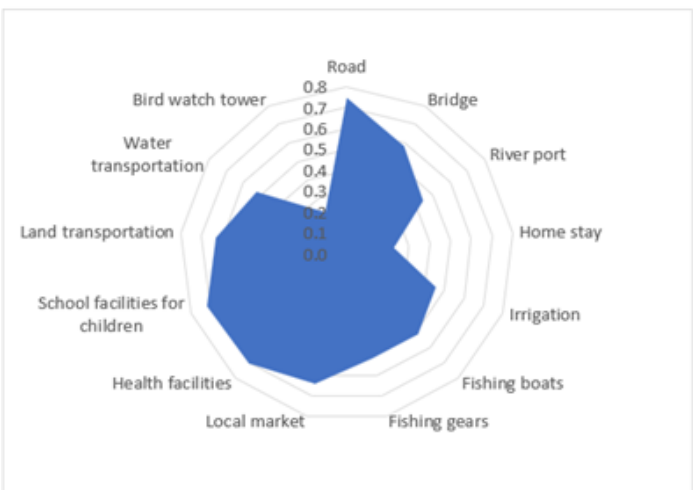 Road
0.8
Bird watch tower
Bridge
0.7
0.6
Water
transportation
River port
0.5
0.4
0.3
0.2
Land transportation
Home stay
0.1
0.0
School facilities for
children
Irrigation
Health facilities
Fishing boats
Local market
Fishing gears